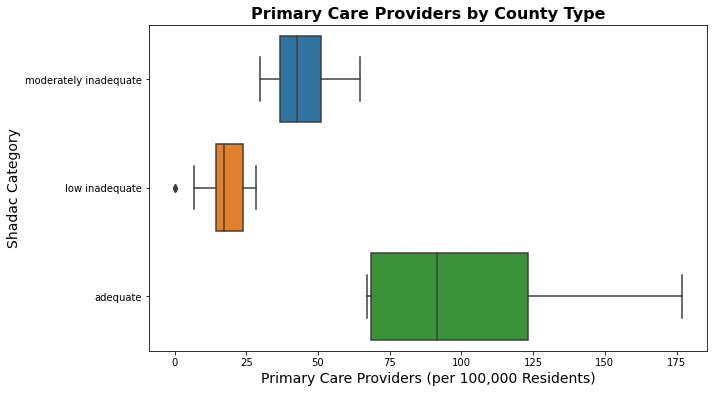 Primary Care Providers by County Type
Shadac Category
moderately inadequate
low inadequate
adequate
0 25 50 75 100 125 150 175
Primary Care Providers (per 100,000 Residents)